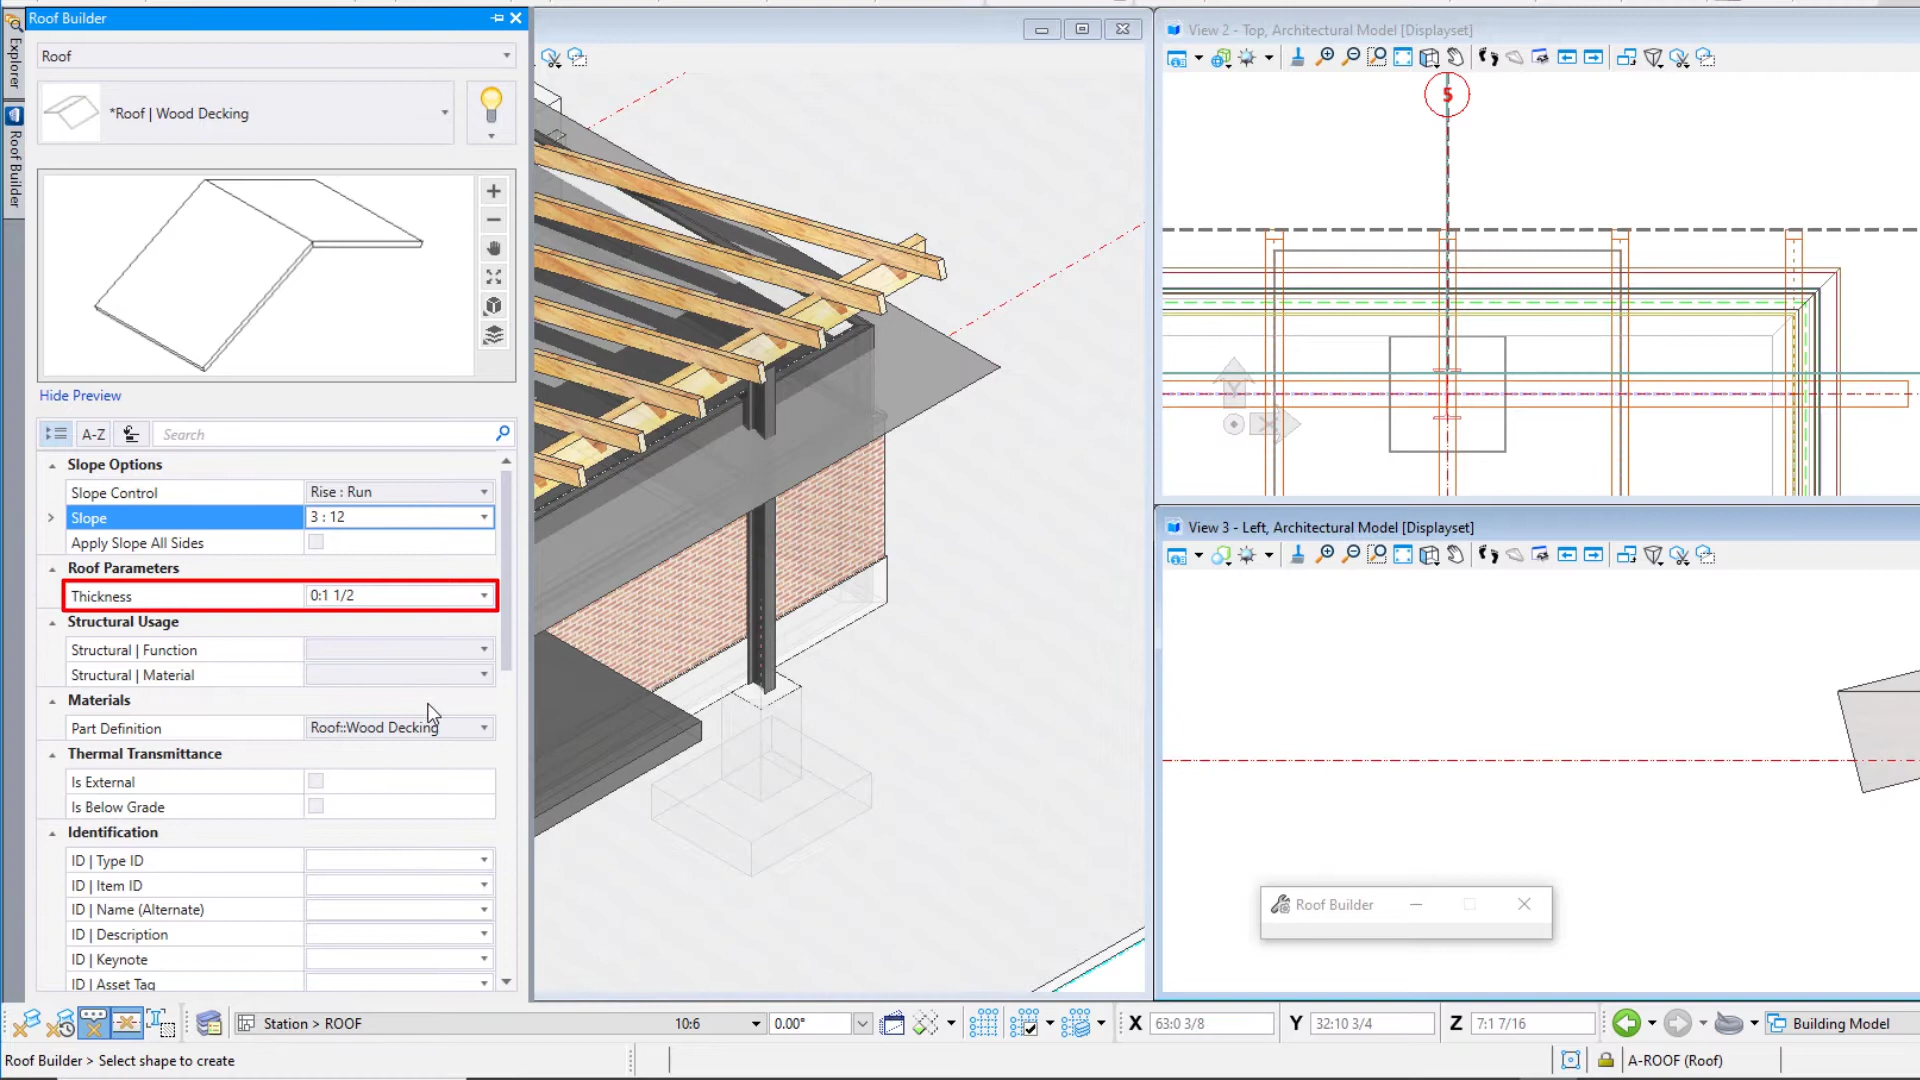 Roof Builder
Explorer
Roof Builder
Roof
*Roof | Wood Decking
Hide Preview
A-Z
Search
Slope Options
Slope Control
Rise : Run
Slope
3 : 12
Apply Slope All Sides
Roof Parameters
Thickness
0:1 1/2
Structural Usage
Structural | Function
Structural | Material
Materials
Part Definition
Roof::Wood Decking
Thermal Transmittance
Is External
Is Below Grade
Identification
ID | Type ID
ID | Item ID
ID | Name (Alternate)
ID | Description
ID | Keynote
ID | Asset Tag
View 2 - Top, Architectural Model [Displayset]
5
Y
X
View 3 - Left, Architectural Model [Displayset]
Roof Builder
Station > ROOF
10:6
0.00°
X
63:0 3/8
Y
32:10 3/4
Z
7:1 7/16
Building Model
Roof Builder > Select shape to create
A-ROOF (Roof)